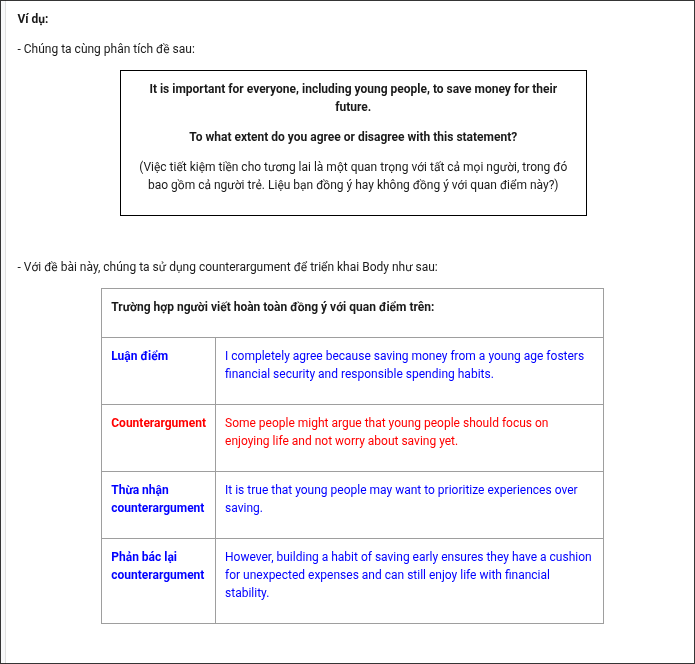 Ví dụ:
- Chúng ta cùng phân tích đề sau:
It is important for everyone, including young people, to save money for their
future.
To what extent do you agree or disagree with this statement?
(Việc tiết kiệm tiền cho tương lai là một quan trọng với tất cả mọi người, trong đó
bao gồm cả người trẻ. Liệu bạn đồng ý hay không đồng ý với quan điểm này?)
- Với đề bài này, chúng ta sử dụng counterargument để triển khai Body như sau:
Trường hợp người viết hoàn toàn đồng ý với quan điểm trên:
Luận điểm
I completely agree because saving money from a young age fosters
financial security and responsible spending habits.
Counterargument
Some people might argue that young people should focus on
enjoying life and not worry about saving yet.
Thừa nhận
counterargument
It is true that young people may want to prioritize experiences over
saving.
Phản bác lại
counterargument
However, building a habit of saving early ensures they have a cushion
for unexpected expenses and can still enjoy life with financial
stability.